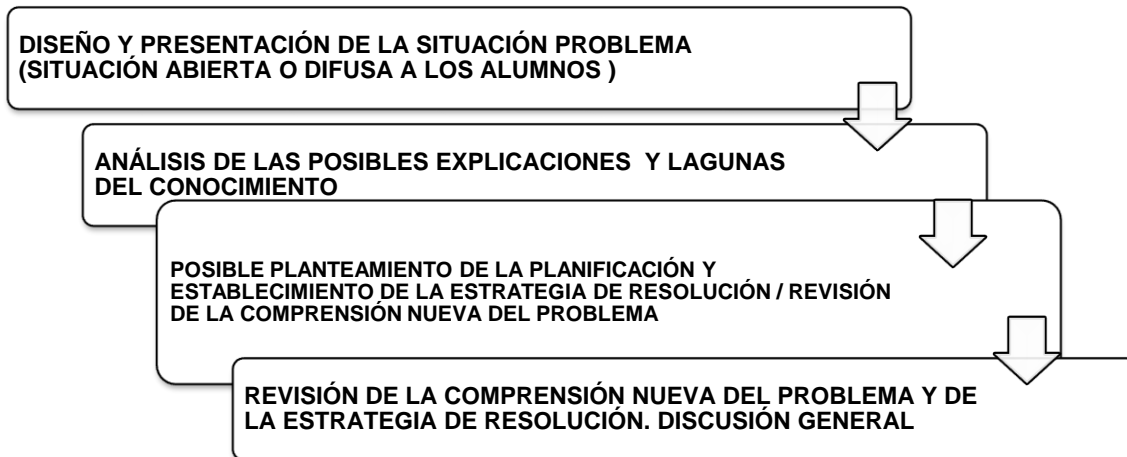 DISEÑO Y PRESENTACIÓN DE LA SITUACIÓN PROBLEMA
(SITUACIÓN ABIERTA O DIFUSA A LOS ALUMNOS )
ANÁLISIS DE LAS POSIBLES EXPLICACIONES Y LAGUNAS
DEL CONOCIMIENTO
POSIBLE PLANTEAMIENTO DE LA PLANIFICACIÓN Y
ESTABLECIMIENTO DE LA ESTRATEGIA DE RESOLUCIÓN / REVISIÓN
DE LA COMPRENSIÓN NUEVA DEL PROBLEMA
REVISIÓN DE LA COMPRENSIÓN NUEVA DEL PROBLEMA Y DE
LA ESTRATEGIA DE RESOLUCIÓN. DISCUSIÓN GENERAL